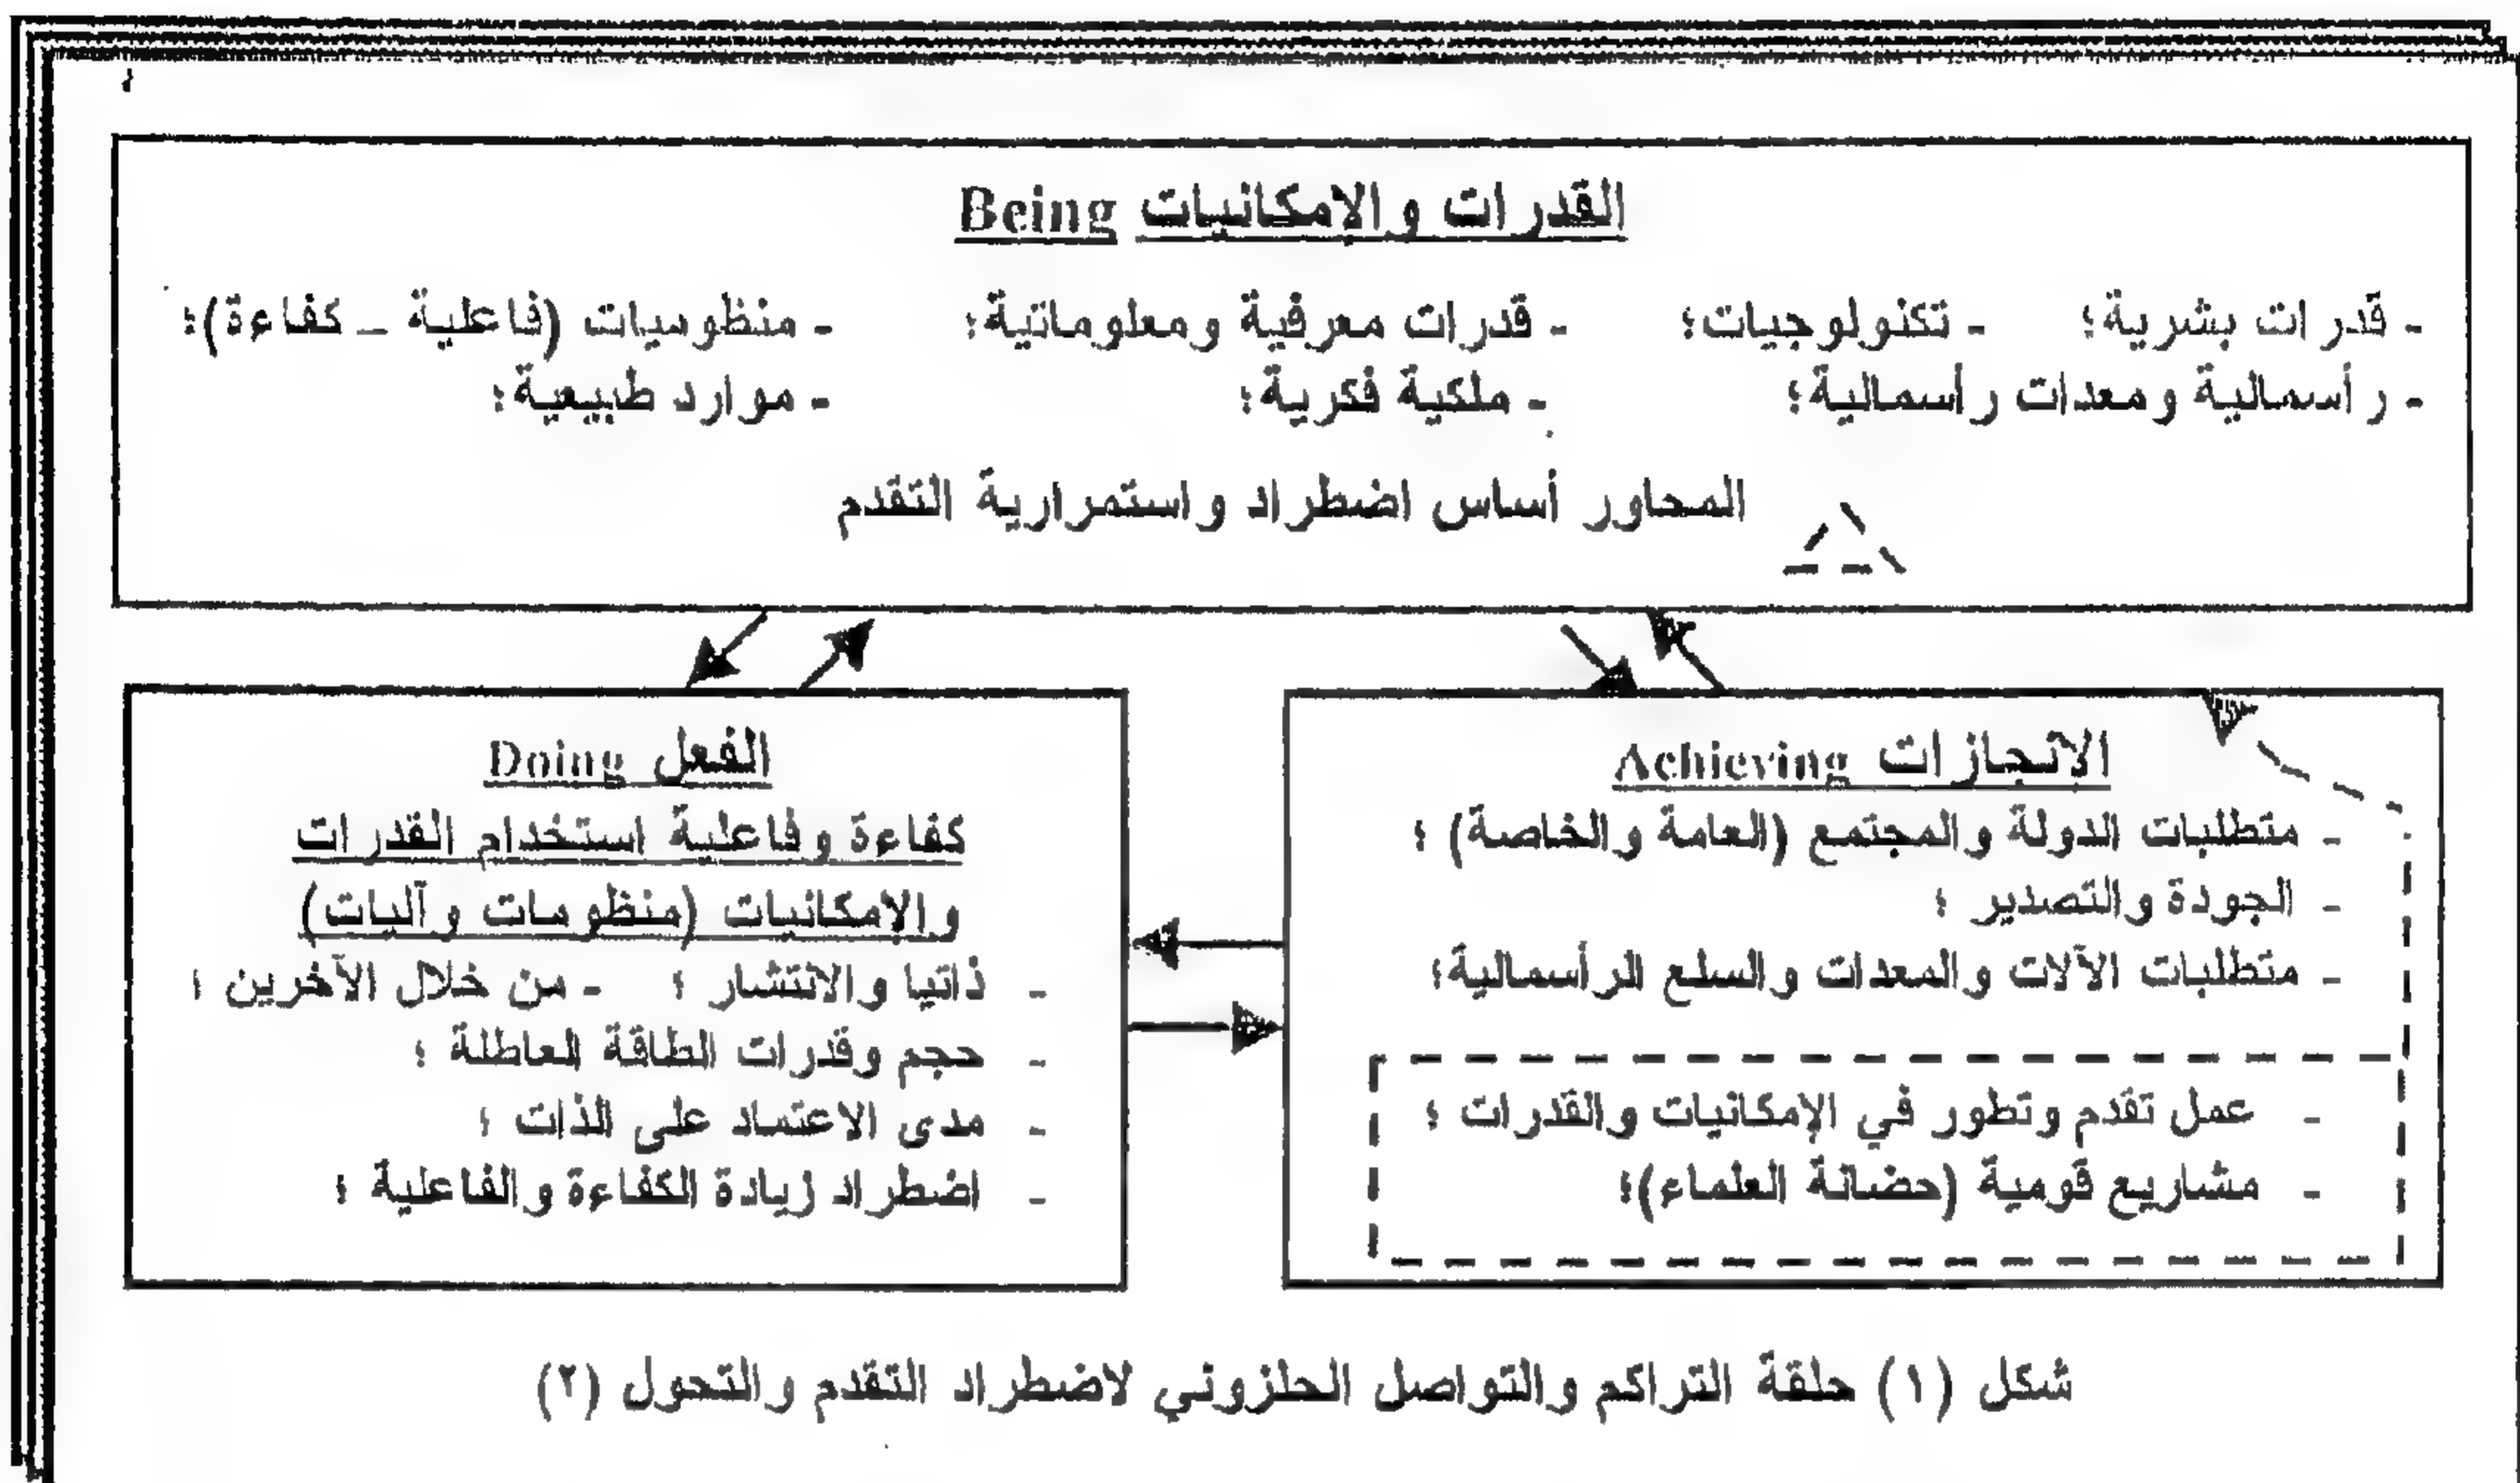 القدرات والإمكانيات Being
- قدرات بشرية؛ - تكنولوجيات؛ - قدرات معرفية ومعلوماتية؛ - منظوميات (فاعلية – كفاءة)؛
- رأسمالية ومعدات رأسمالية؛ - ملكية فكرية؛ - موارد طبيعية؛
المحاور أساس اضطراد واستمرارية التقدم
الانجازات Achieving
- متطلبات الدولة والمجتمع (العامة والخاصة) ؛
- الجودة والتصدير ؛
- متطلبات الآلات والمعدات والسلع الرأسمالية؛
- عمل تقدم وتطور في الإمكانيات والقدرات ؛
- مشاريع قومية (حضانة العلماء)؛
الفعل Doing
كفاءة وفاعلية استخدام القدرات
والإمكانيات (منظومات وآليات)
- ذاتيا والانتشار ؛ - من خلال الآخرين ؛
- حجم وقدرات الطاقة العاطلة ؛
- مدى الاعتماد على الذات ؛
- اضطراد زيادة الكفاءة والفاعلية ؛
شكل (١) حلقة التراكم والتواصل الحلزوني لاضطراد التقدم والتحول (٢)